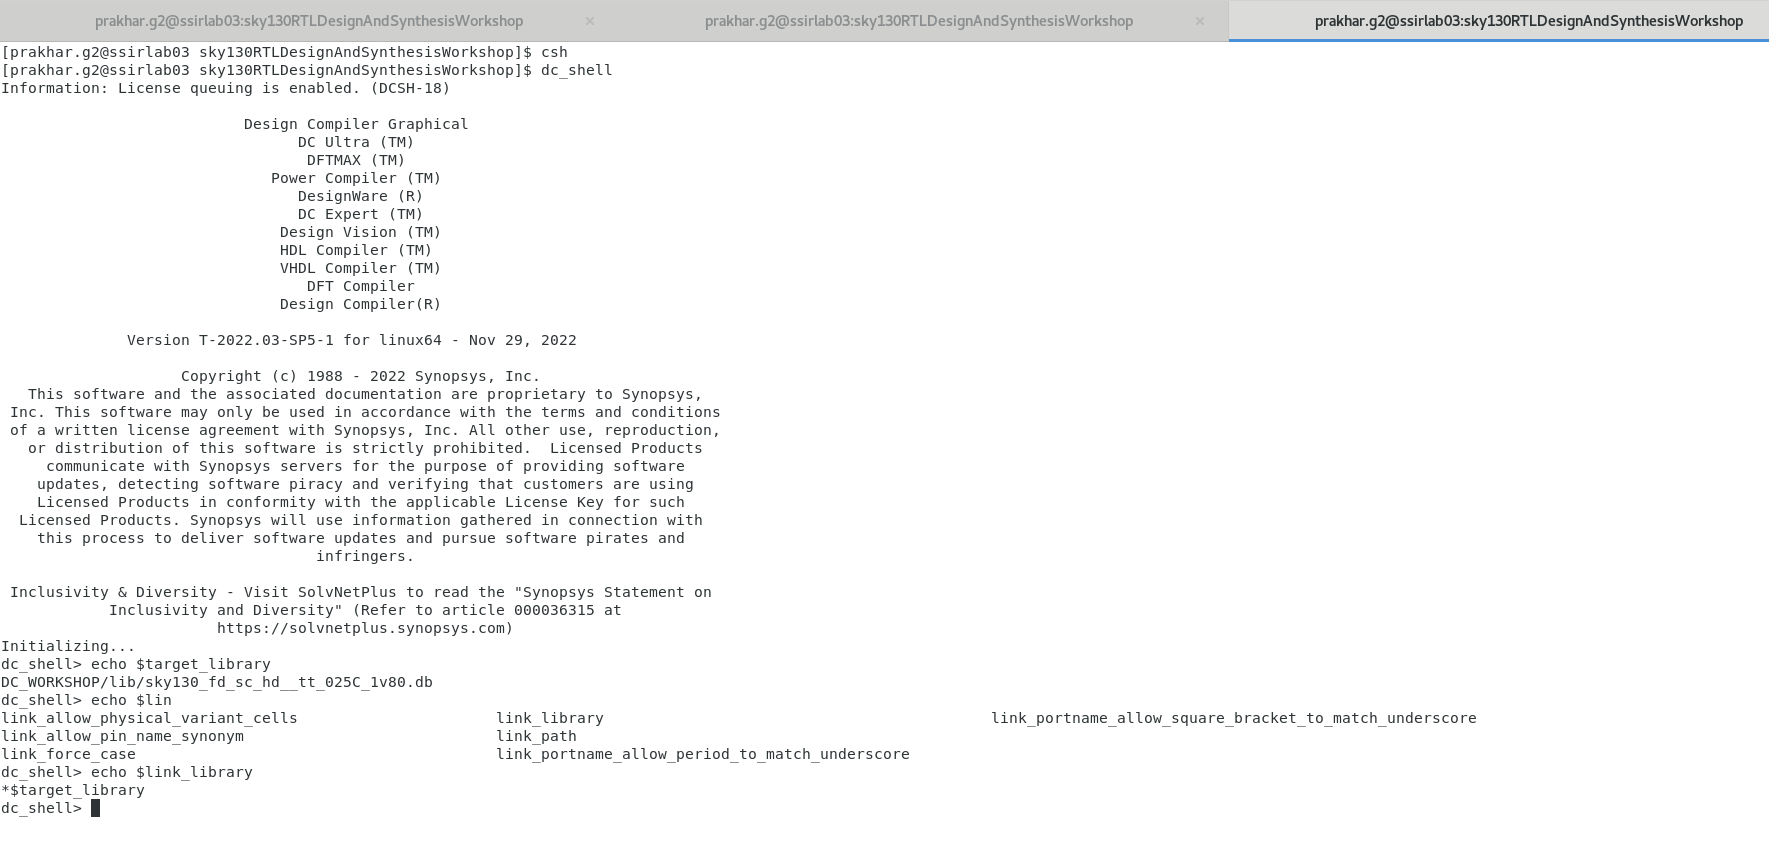 prakhar.g2@ssirlab03:sky130RTLDesignAndSynthesisWorkshop × prakhar.g2@ssirlab03:sky130RTLDesignAndSynthesisWorkshop × prakhar.g2@ssirlab03:sky130RTLDesignAndSynthesisWorkshop
[prakhar.g2@ssirlab03 sky130RTLDesignAndSynthesisWorkshop]$ csh
[prakhar.g2@ssirlab03 sky130RTLDesignAndSynthesisWorkshop]$ dc_shell
Information: License queuing is enabled. (DCSH-18)
Design Compiler Graphical
DC Ultra (TM)
DFTMAX (TM)
Power Compiler (TM)
DesignWare (R)
DC Expert (TM)
Design Vision (TM)
HDL Compiler (TM)
VHDL Compiler (TM)
DFT Compiler
Design Compiler(R)
Version T-2022.03-SP5-1 for linux64 - Nov 29, 2022
Copyright (c) 1988 - 2022 Synopsys, Inc.
This software and the associated documentation are proprietary to Synopsys,
Inc. This software may only be used in accordance with the terms and conditions
of a written license agreement with Synopsys, Inc. All other use, reproduction,
or distribution of this software is strictly prohibited.  Licensed Products
communicate with Synopsys servers for the purpose of providing software
updates, detecting software piracy and verifying that customers are using
Licensed Products in conformity with the applicable License Key for such
Licensed Products. Synopsys will use information gathered in connection with
this process to deliver software updates and pursue software pirates and
infringers.
Inclusivity & Diversity - Visit SolvNetPlus to read the "Synopsys Statement on
Inclusivity and Diversity" (Refer to article 000036315 at
https://solvnetplus.synopsys.com)
Initializing...
dc_shell> echo $target_library
DC_WORKSHOP/lib/sky130_fd_sc_hd__tt_025C_1v80.db
dc_shell> echo $lin
link_allow_physical_variant_cells link_library link_portname_allow_square_bracket_to_match_underscore
link_allow_pin_name_synonym link_path
link_force_case link_portname_allow_period_to_match_underscore
dc_shell> echo $link_library
*$target_library
dc_shell>